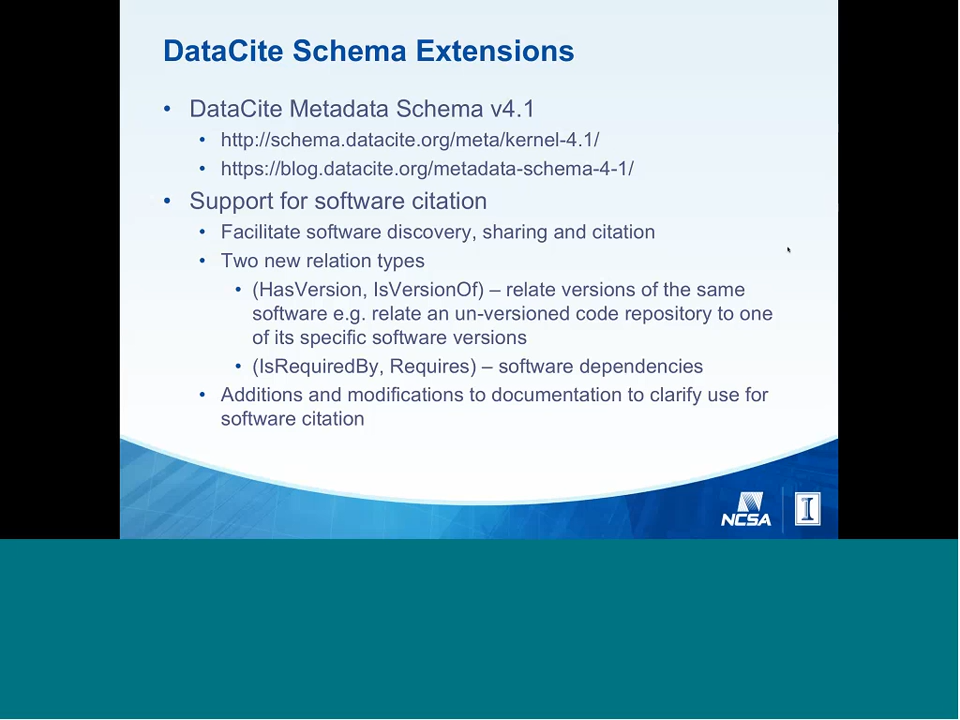 DataCite Schema Extensions
• DataCite Metadata Schema v4.1
• http://schema.datacite.org/meta/kernel-4.1/
• https://blog.datacite.org/metadata-schema-4-1/
• Support for software citation
• Facilitate software discovery, sharing and citation
• Two new relation types
• (HasVersion, IsVersionOf) – relate versions of the same
software e.g. relate an un-versioned code repository to one
of its specific software versions
• (IsRequiredBy, Requires) – software dependencies
• Additions and modifications to documentation to clarify use for
software citation
NCSA I